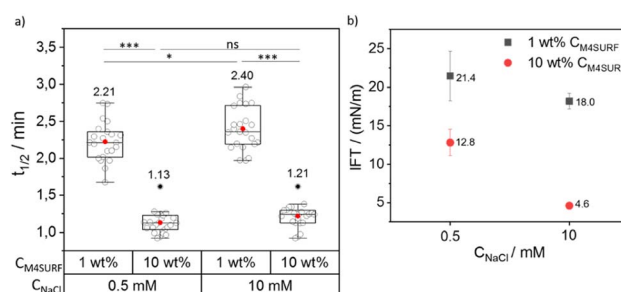 a)
***
ns
*
***
2.21
1.13
2.40
1.21
3,5
3,0
2,5
2,0
1,5
1,0
t1/2 / min
CM4SURF 1 wt% 10 wt% 1 wt% 10 wt%
CNaCl 0.5 mM 10 mM
b)
1 wt% CM4SURF
10 wt% CM4SURF
25
20
15
10
5
IFT / (mN/m)
21.4
18.0
12.8
4.6
0.5 10
CNaCl / mM